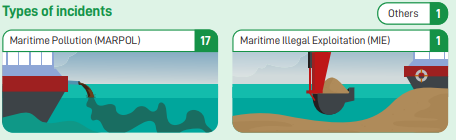 Types of incidents
Others 1
Maritime Pollution (MARPOL) 17
Maritime Illegal Exploitation (MIE) 1